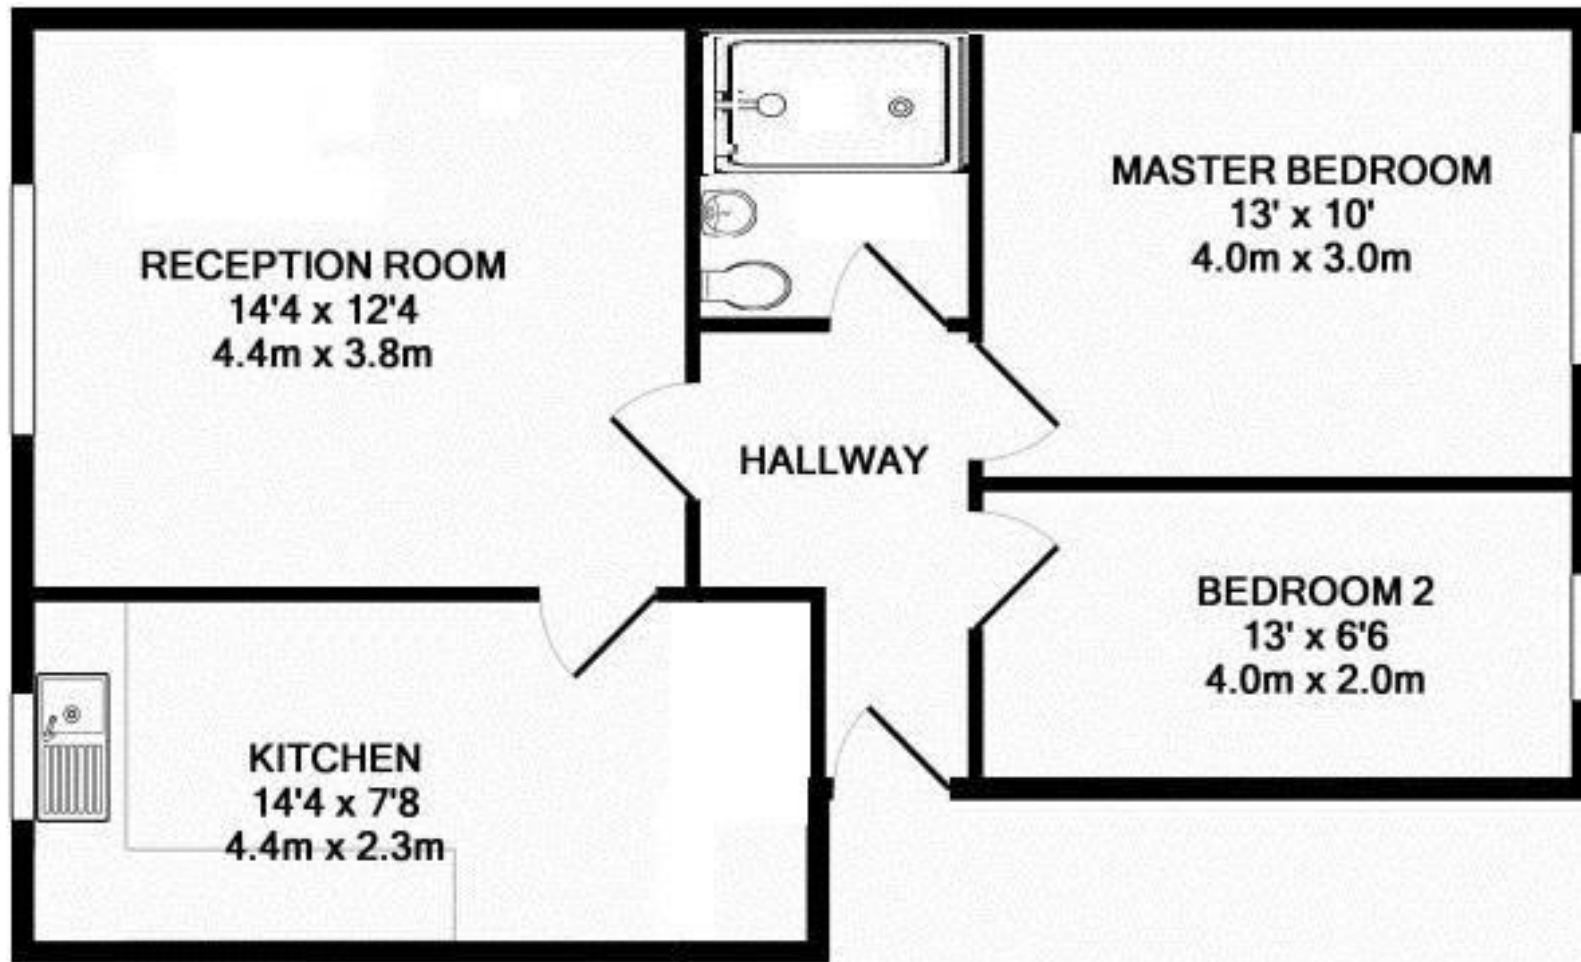 RECEPTION ROOM
14'4 x 12'4
4.4m x 3.8m
MASTER BEDROOM
13' x 10'
4.0m x 3.0m
HALLWAY
BEDROOM 2
13' x 6'6
4.0m x 2.0m
KITCHEN
14'4 x 7'8
4.4m x 2.3m